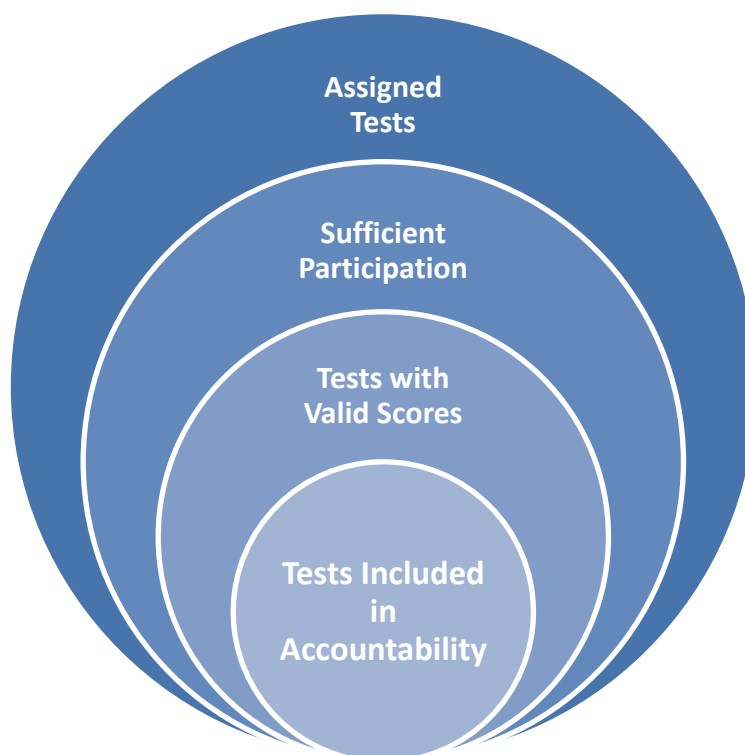 Assigned
Tests
Sufficient
Participation
Tests with
Valid Scores
Tests Included
in
Accountability